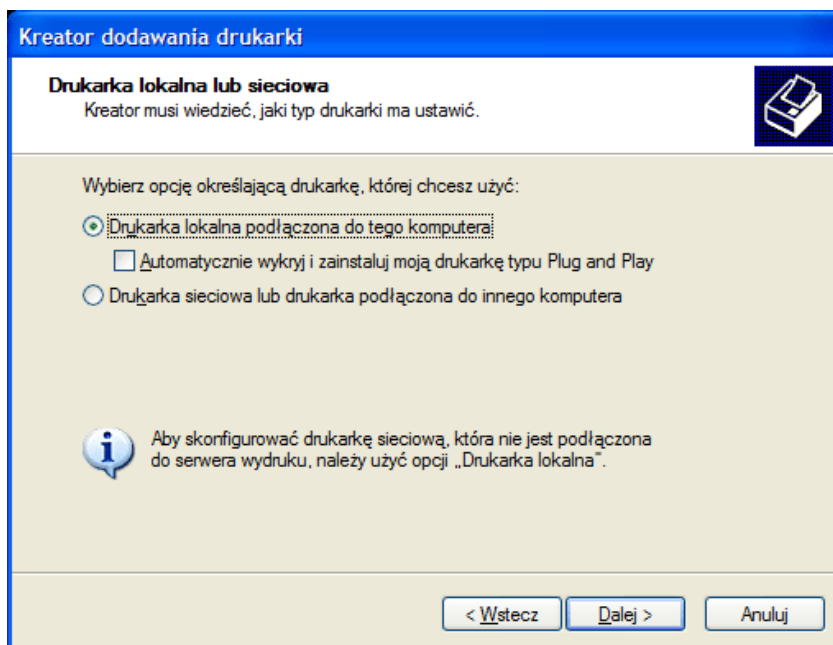 Kreator dodawania drukarki
Drukarka lokalna lub sieciowa
Kreator musi wiedzieć, jaki typ drukarki ma ustawić.
Wybierz opcję określającą drukarkę, której chcesz użyć:
Drukarka lokalna podłączona do tego komputera
Automatycznie wykryj i zainstaluj moją drukarkę typu Plug and Play
Drukarka sieciowa lub drukarka podłączona do innego komputera
Aby skonfigurować drukarkę sieciową, która nie jest podłączona
do serwera wydruku, należy użyć opcji „Drukarka lokalna”.
< Wstecz Dalej > Anuluj